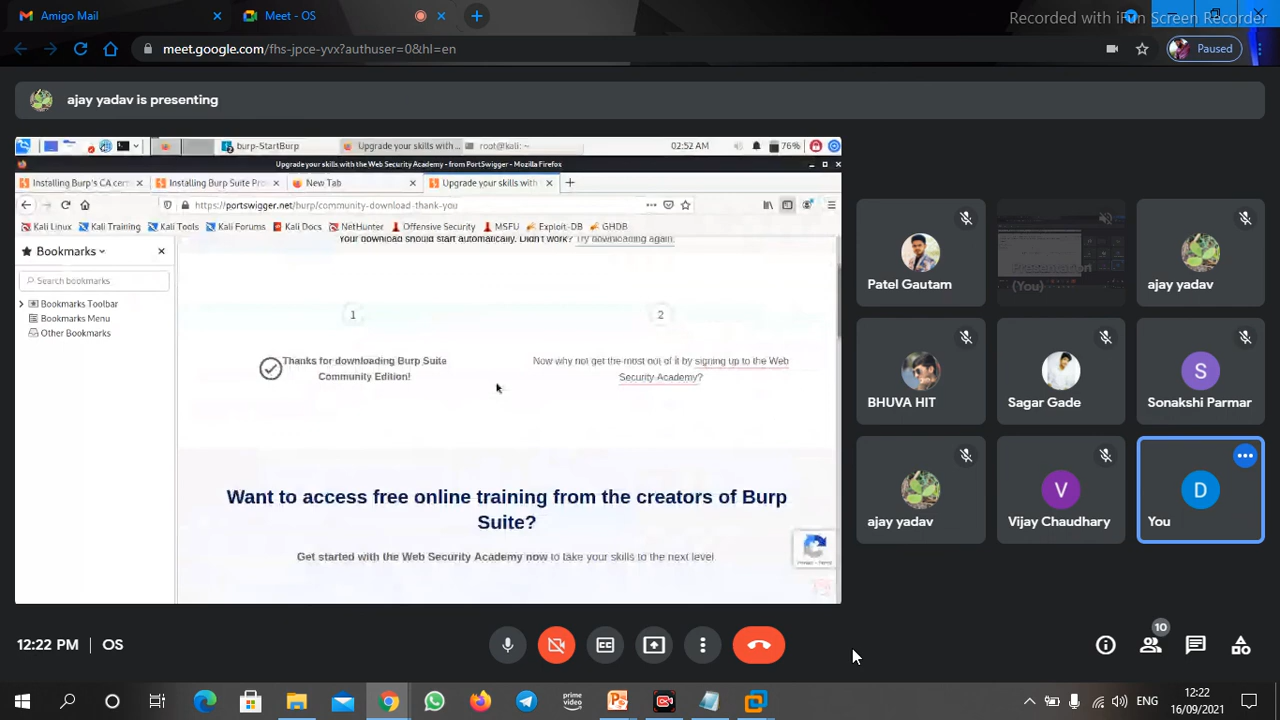 Amigo Mail
Meet - OS
Recorded with iFun Screen Recorder
meet.google.com/fhs-jpce-yvx?authuser=0&hl=en
Paused
ajay yadav is presenting
burp-StartBurp
Upgrade your skills with ...
root@kali: ~
02:52 AM
76%
Upgrade your skills with the Web Security Academy - from PortSwigger - Mozilla Firefox
Installing Burp's CA cer
Installing Burp Suite Pro
New Tab
Upgrade your skills with
https://portswigger.net/burp/community-download-thank-you
Kali Linux
Kali Training
Kali Tools
Kali Forums
Kali Docs
NetHunter
Offensive Security
MSFU
Exploit-DB
GHDB
Bookmarks
Search bookmarks
Bookmarks Toolbar
Bookmarks Menu
Other Bookmarks
Your download should start automatically. Didn't work? Try downloading again.
1
2
Thanks for downloading Burp Suite
Community Edition!
Now why not get the most out of it by signing up to the Web
Security Academy?
Want to access free online training from the creators of Burp
Suite?
Get started with the Web Security Academy now to take your skills to the next level
Privacy - Terms
Patel Gautam
Presentation
(You)
ajay yadav
BHUVA HIT
Sagar Gade
S
Sonakshi Parmar
ajay yadav
V
Vijay Chaudhary
D
You
12:22 PM | OS
10
ENG
12:22
16/09/2021